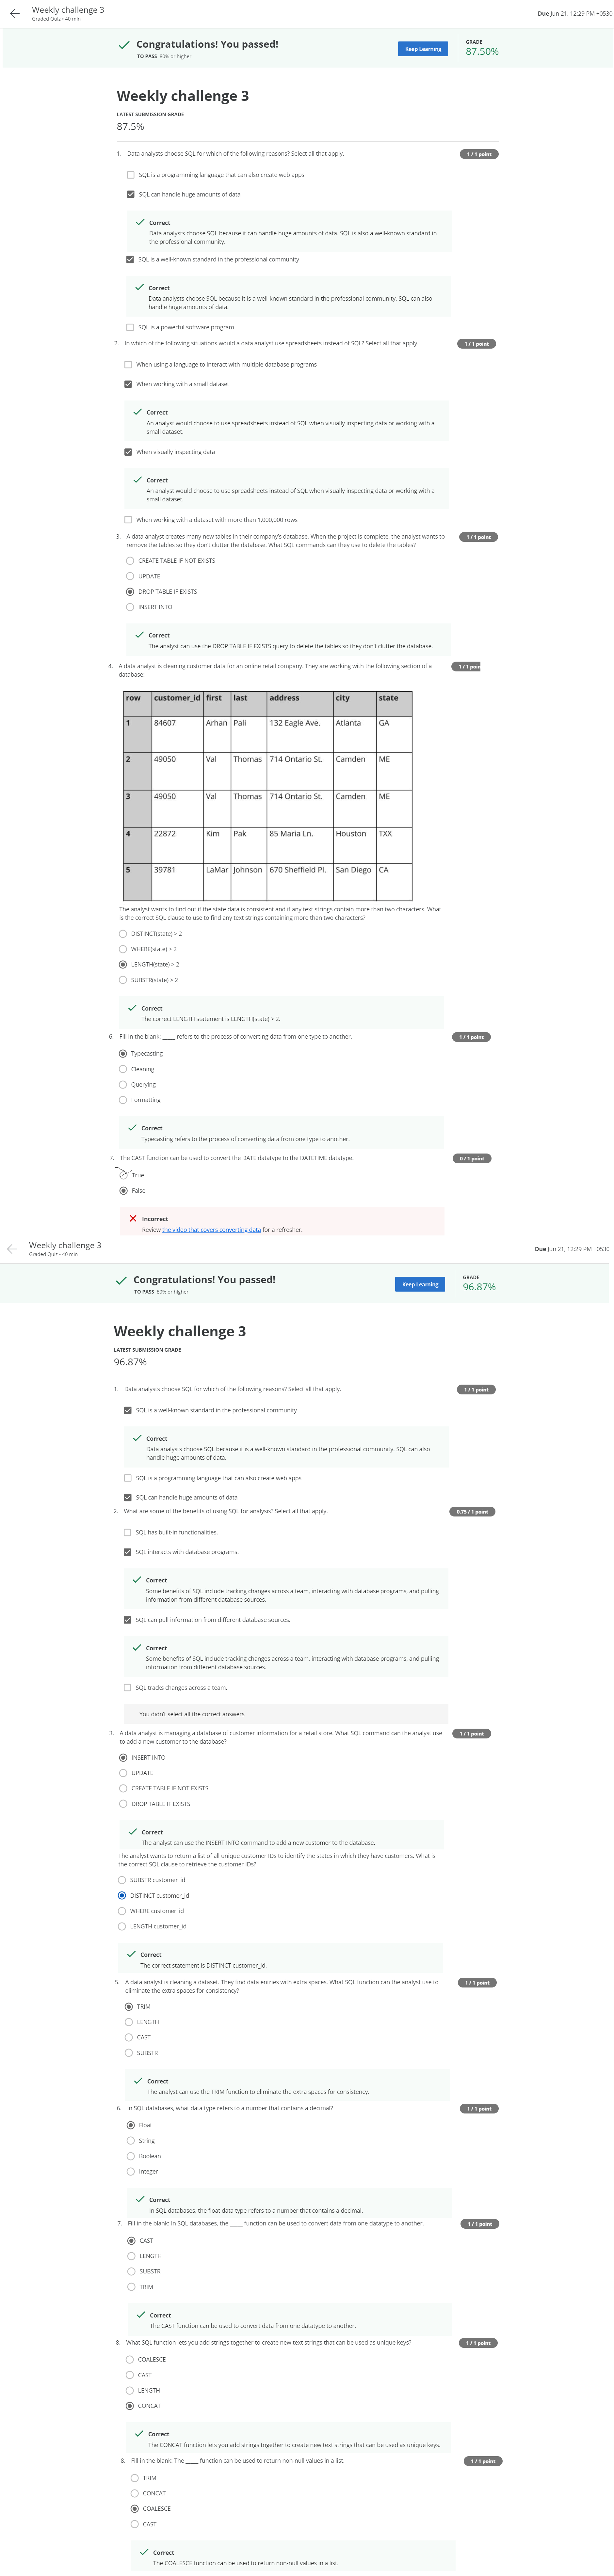 Weekly challenge 3
Graded Quiz • 40 min
Due Jun 21, 12:29 PM +0530
Congratulations! You passed!
TO PASS 80% or higher
Keep Learning
GRADE
87.50%
Weekly challenge 3
LATEST SUBMISSION GRADE
87.5%
1. Data analysts choose SQL for which of the following reasons? Select all that apply.
1 / 1 point
SQL is a programming language that can also create web apps
SQL can handle huge amounts of data
Correct
Data analysts choose SQL because it can handle huge amounts of data. SQL is also a well-known standard in
the professional community.
SQL is a well-known standard in the professional community
Correct
Data analysts choose SQL because it is a well-known standard in the professional community. SQL can also
handle huge amounts of data.
SQL is a powerful software program
2. In which of the following situations would a data analyst use spreadsheets instead of SQL? Select all that apply.
1 / 1 point
When using a language to interact with multiple database programs
When working with a small dataset
Correct
An analyst would choose to use spreadsheets instead of SQL when visually inspecting data or working with a
small dataset.
When visually inspecting data
Correct
An analyst would choose to use spreadsheets instead of SQL when visually inspecting data or working with a
small dataset.
When working with a dataset with more than 1,000,000 rows
3. A data analyst creates many new tables in their company's database. When the project is complete, the analyst wants to
remove the tables so they don't clutter the database. What SQL commands can they use to delete the tables?
1 / 1 point
CREATE TABLE IF NOT EXISTS
UPDATE
DROP TABLE IF EXISTS
INSERT INTO
Correct
The analyst can use the DROP TABLE IF EXISTS query to delete the tables so they don't clutter the database.
4. A data analyst is cleaning customer data for an online retail company. They are working with the following section of a
database:
1 / 1 poin
row customer_id first last address city state
1 84607 Arhan Pali 132 Eagle Ave. Atlanta GA
2 49050 Val Thomas 714 Ontario St. Camden ME
3 49050 Val Thomas 714 Ontario St. Camden ME
4 22872 Kim Pak 85 Maria Ln. Houston TXX
5 39781 LaMar Johnson 670 Sheffield Pl. San Diego CA
The analyst wants to find out if the state data is consistent and if any text strings contain more than two characters. What
is the correct SQL clause to use to find any text strings containing more than two characters?
DISTINCT(state) > 2
WHERE(state) > 2
LENGTH(state) > 2
SUBSTR(state) > 2
Correct
The correct LENGTH statement is LENGTH(state) > 2.
6. Fill in the blank: _____ refers to the process of converting data from one type to another.
1 / 1 point
Typecasting
Cleaning
Querying
Formatting
Correct
Typecasting refers to the process of converting data from one type to another.
7. The CAST function can be used to convert the DATE datatype to the DATETIME datatype.
0 / 1 point
True
False
Incorrect
Review the video that covers converting data for a refresher.
Weekly challenge 3
Graded Quiz • 40 min
Due Jun 21, 12:29 PM +0530
Congratulations! You passed!
TO PASS 80% or higher
Keep Learning
GRADE
96.87%
Weekly challenge 3
LATEST SUBMISSION GRADE
96.87%
1. Data analysts choose SQL for which of the following reasons? Select all that apply.
1 / 1 point
SQL is a well-known standard in the professional community
Correct
Data analysts choose SQL because it is a well-known standard in the professional community. SQL can also
handle huge amounts of data.
SQL is a programming language that can also create web apps
SQL can handle huge amounts of data
2. What are some of the benefits of using SQL for analysis? Select all that apply.
0.75 / 1 point
SQL has built-in functionalities.
SQL interacts with database programs.
Correct
Some benefits of SQL include tracking changes across a team, interacting with database programs, and pulling
information from different database sources.
SQL can pull information from different database sources.
Correct
Some benefits of SQL include tracking changes across a team, interacting with database programs, and pulling
information from different database sources.
SQL tracks changes across a team.
You didn't select all the correct answers
3. A data analyst is managing a database of customer information for a retail store. What SQL command can the analyst use
to add a new customer to the database?
1 / 1 point
INSERT INTO
UPDATE
CREATE TABLE IF NOT EXISTS
DROP TABLE IF EXISTS
Correct
The analyst can use the INSERT INTO command to add a new customer to the database.
The analyst wants to return a list of all unique customer IDs to identify the states in which they have customers. What is
the correct SQL clause to retrieve the customer IDs?
SUBSTR customer_id
DISTINCT customer_id
WHERE customer_id
LENGTH customer_id
Correct
The correct statement is DISTINCT customer_id.
5. A data analyst is cleaning a dataset. They find data entries with extra spaces. What SQL function can the analyst use to
eliminate the extra spaces for consistency?
1 / 1 point
TRIM
LENGTH
CAST
SUBSTR
Correct
The analyst can use the TRIM function to eliminate the extra spaces for consistency.
6. In SQL databases, what data type refers to a number that contains a decimal?
1 / 1 point
Float
String
Boolean
Integer
Correct
In SQL databases, the float data type refers to a number that contains a decimal.
7. Fill in the blank: In SQL databases, the _____ function can be used to convert data from one datatype to another.
1 / 1 point
CAST
LENGTH
SUBSTR
TRIM
Correct
The CAST function can be used to convert data from one datatype to another.
8. What SQL function lets you add strings together to create new text strings that can be used as unique keys?
1 / 1 point
COALESCE
CAST
LENGTH
CONCAT
Correct
The CONCAT function lets you add strings together to create new text strings that can be used as unique keys.
8. Fill in the blank: The _____ function can be used to return non-null values in a list.
1 / 1 point
TRIM
CONCAT
COALESCE
CAST
Correct
The COALESCE function can be used to return non-null values in a list.